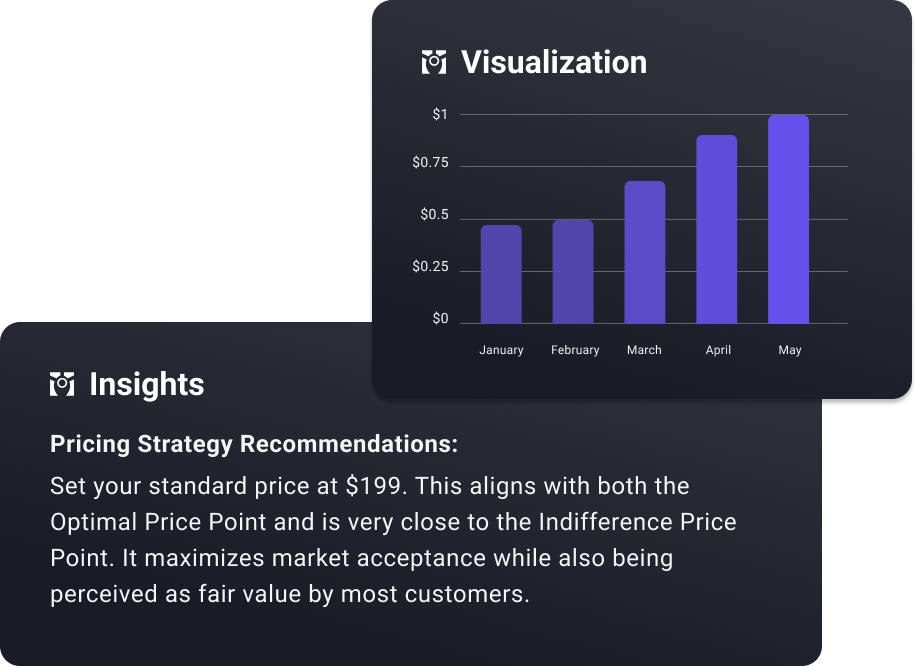 Visualization
$1
$0.75
$0.5
$0.25
$0
January February March April May
Insights
Pricing Strategy Recommendations:
Set your standard price at $199. This aligns with both the
Optimal Price Point and is very close to the Indifference Price
Point. It maximizes market acceptance while also being
perceived as fair value by most customers.